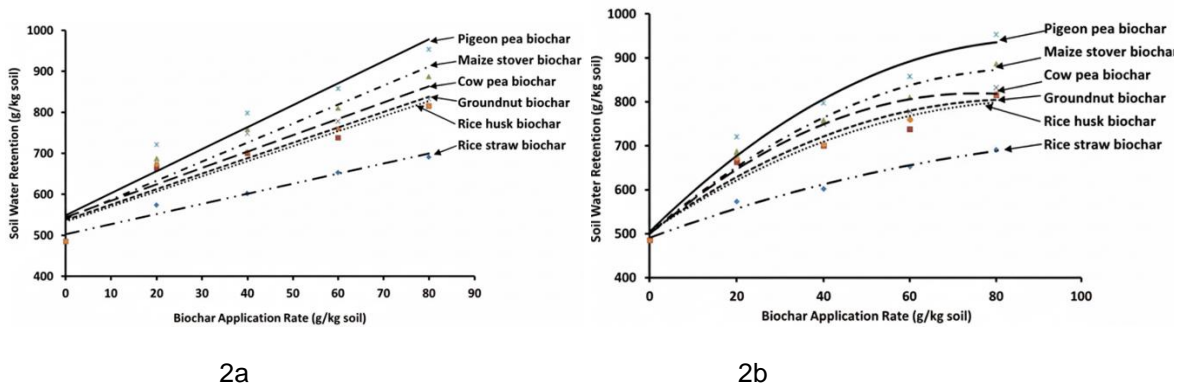 1000
900
800
700
600
500
400
Soil Water Retention (g/kg soil)
0 10 20 30 40 50 60 70 80 90
Biochar Application Rate (g/kg soil)
Pigeon pea biochar
Maize stover biochar
Cow pea biochar
Groundnut biochar
Rice husk biochar
Rice straw biochar
2a
1000
900
800
700
600
500
400
Soil Water Retention (g/kg soil)
0 20 40 60 80 100
Biochar Application Rate (g/kg soil)
Pigeon pea biochar
Maize stover biochar
Cow pea biochar
Groundnut biochar
Rice husk biochar
Rice straw biochar
2b